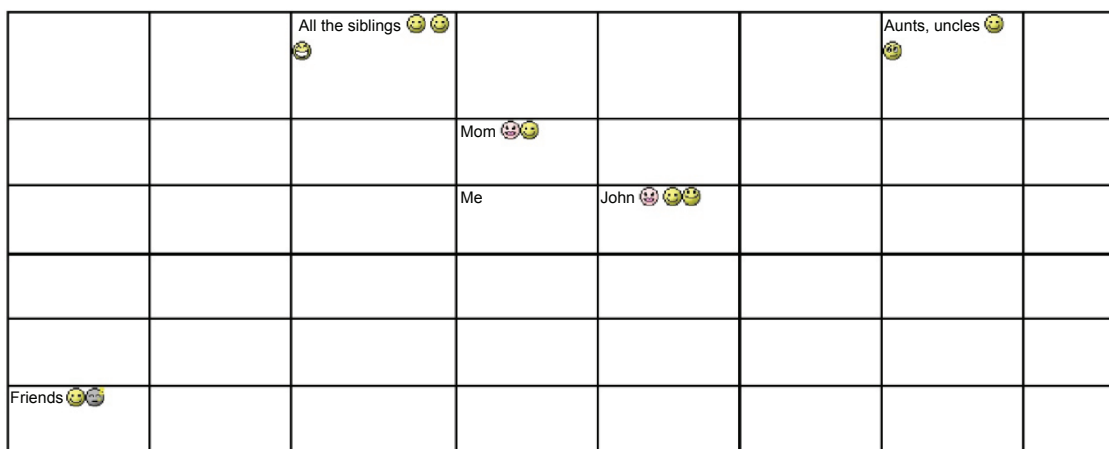 All the siblings
Aunts, uncles
Mom
Me
John
Friends